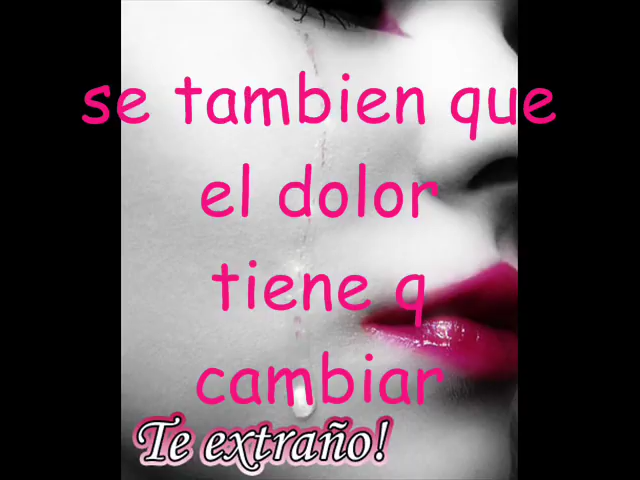 se tambien que
el dolor
tiene q
cambiar
Te extraño!